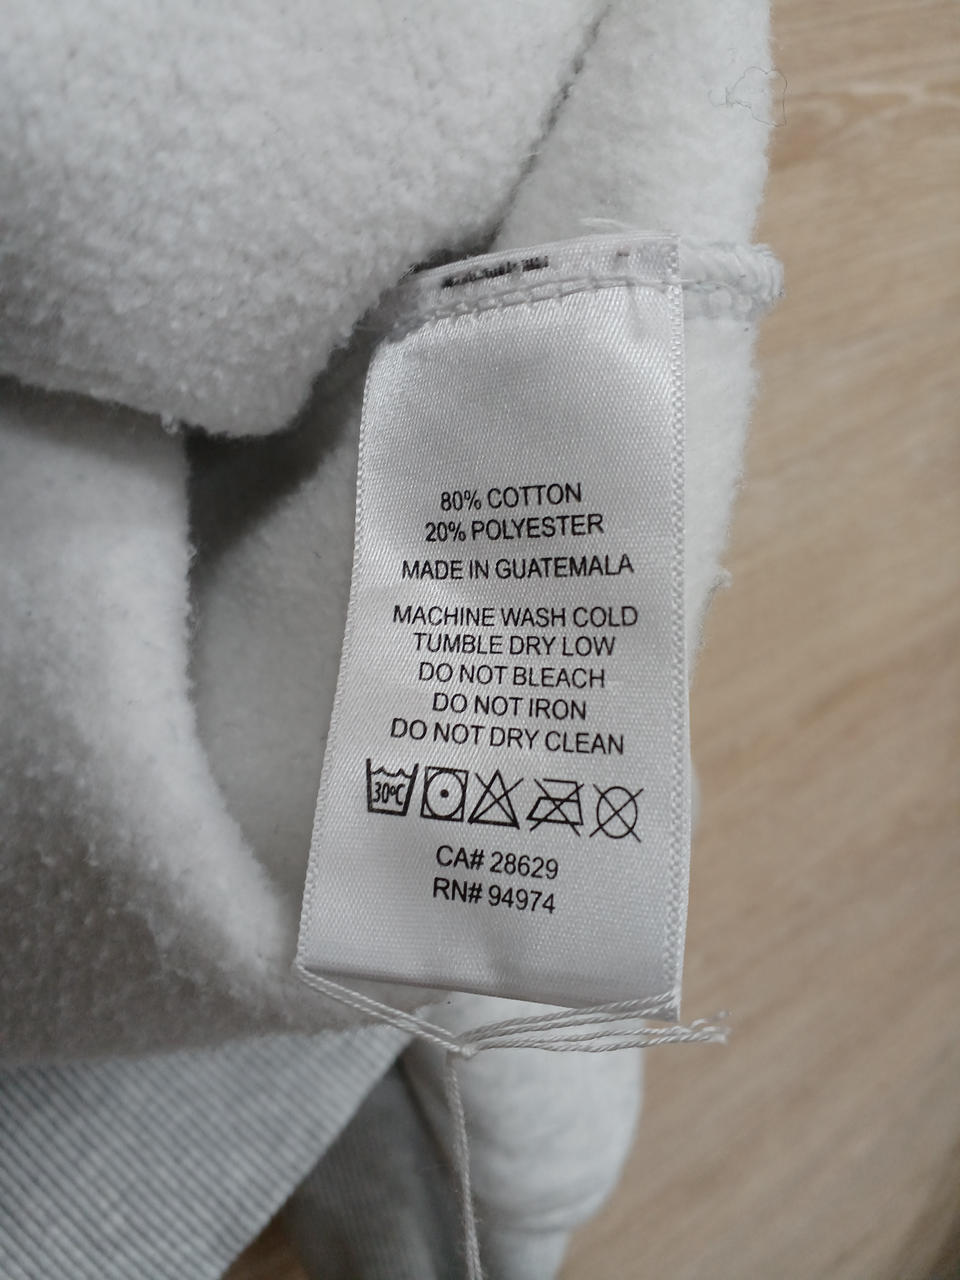 80% COTTON
20% POLYESTER
MADE IN GUATEMALA
MACHINE WASH COLD
TUMBLE DRY LOW
DO NOT BLEACH
DO NOT IRON
DO NOT DRY CLEAN
30°C
CA# 28629
RN# 94974